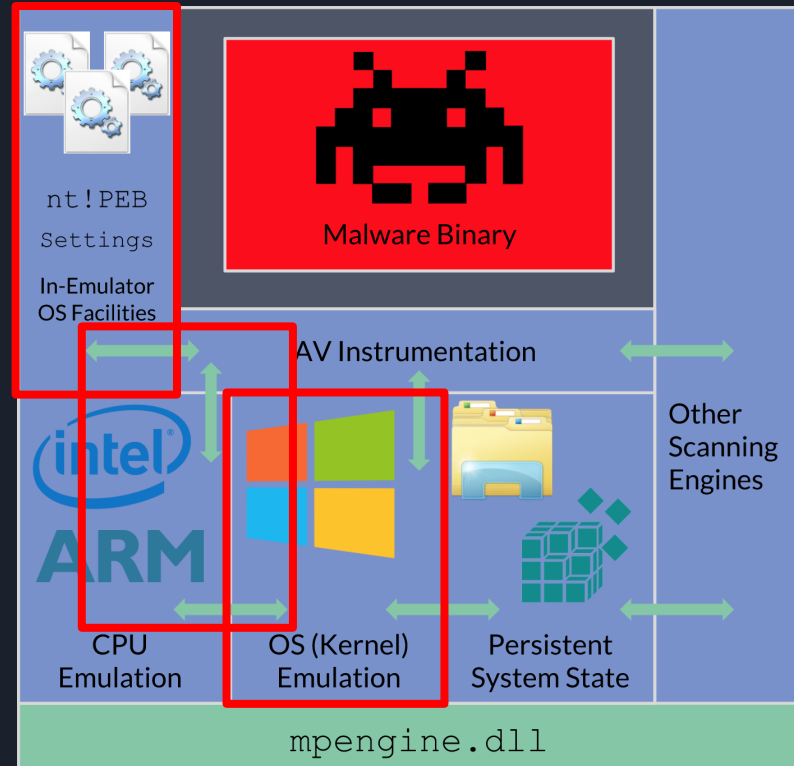 nt!PEB
Settings
In-Emulator
OS Facilities
Malware Binary
AV Instrumentation
Other
Scanning
Engines
intel®
ARM
CPU
Emulation
OS (Kernel)
Emulation
Persistent
System State
mpengine.dll